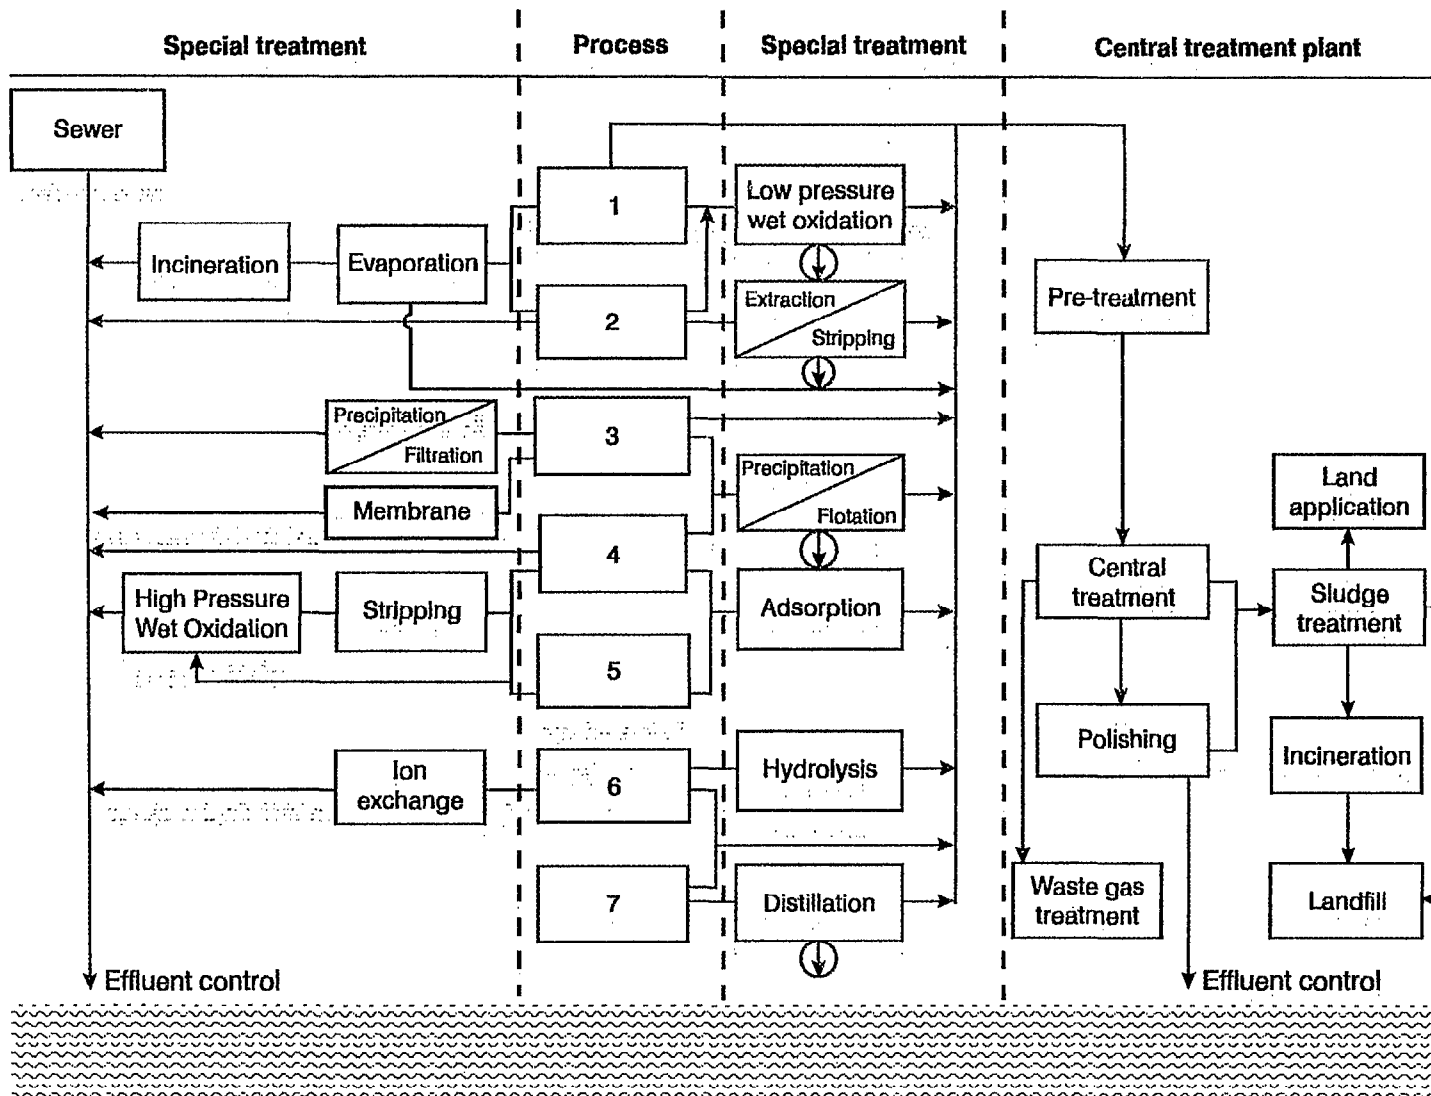 Special treatment
Process
Special treatment
Central treatment plant
Sewer
1
Low pressure
wet oxidation
Incineration
Evaporation
Pre-treatment
2
Extraction
Stripping
Precipitation
Filtration
3
Membrane
Precipitation
Flotation
Land
application
4
Central
treatment
Sludge
treatment
High Pressure
Wet Oxidation
Stripping
Adsorption
5
Polishing
Incineration
Ion
exchange
6
Hydrolysis
7
Distillation
Waste gas
treatment
Landfill
Effluent control
Effluent control